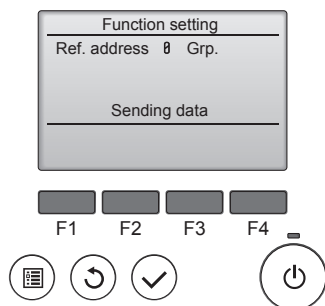 Function setting
Ref. address 0 Grp.
Sending data
F1 F2 F3 F4